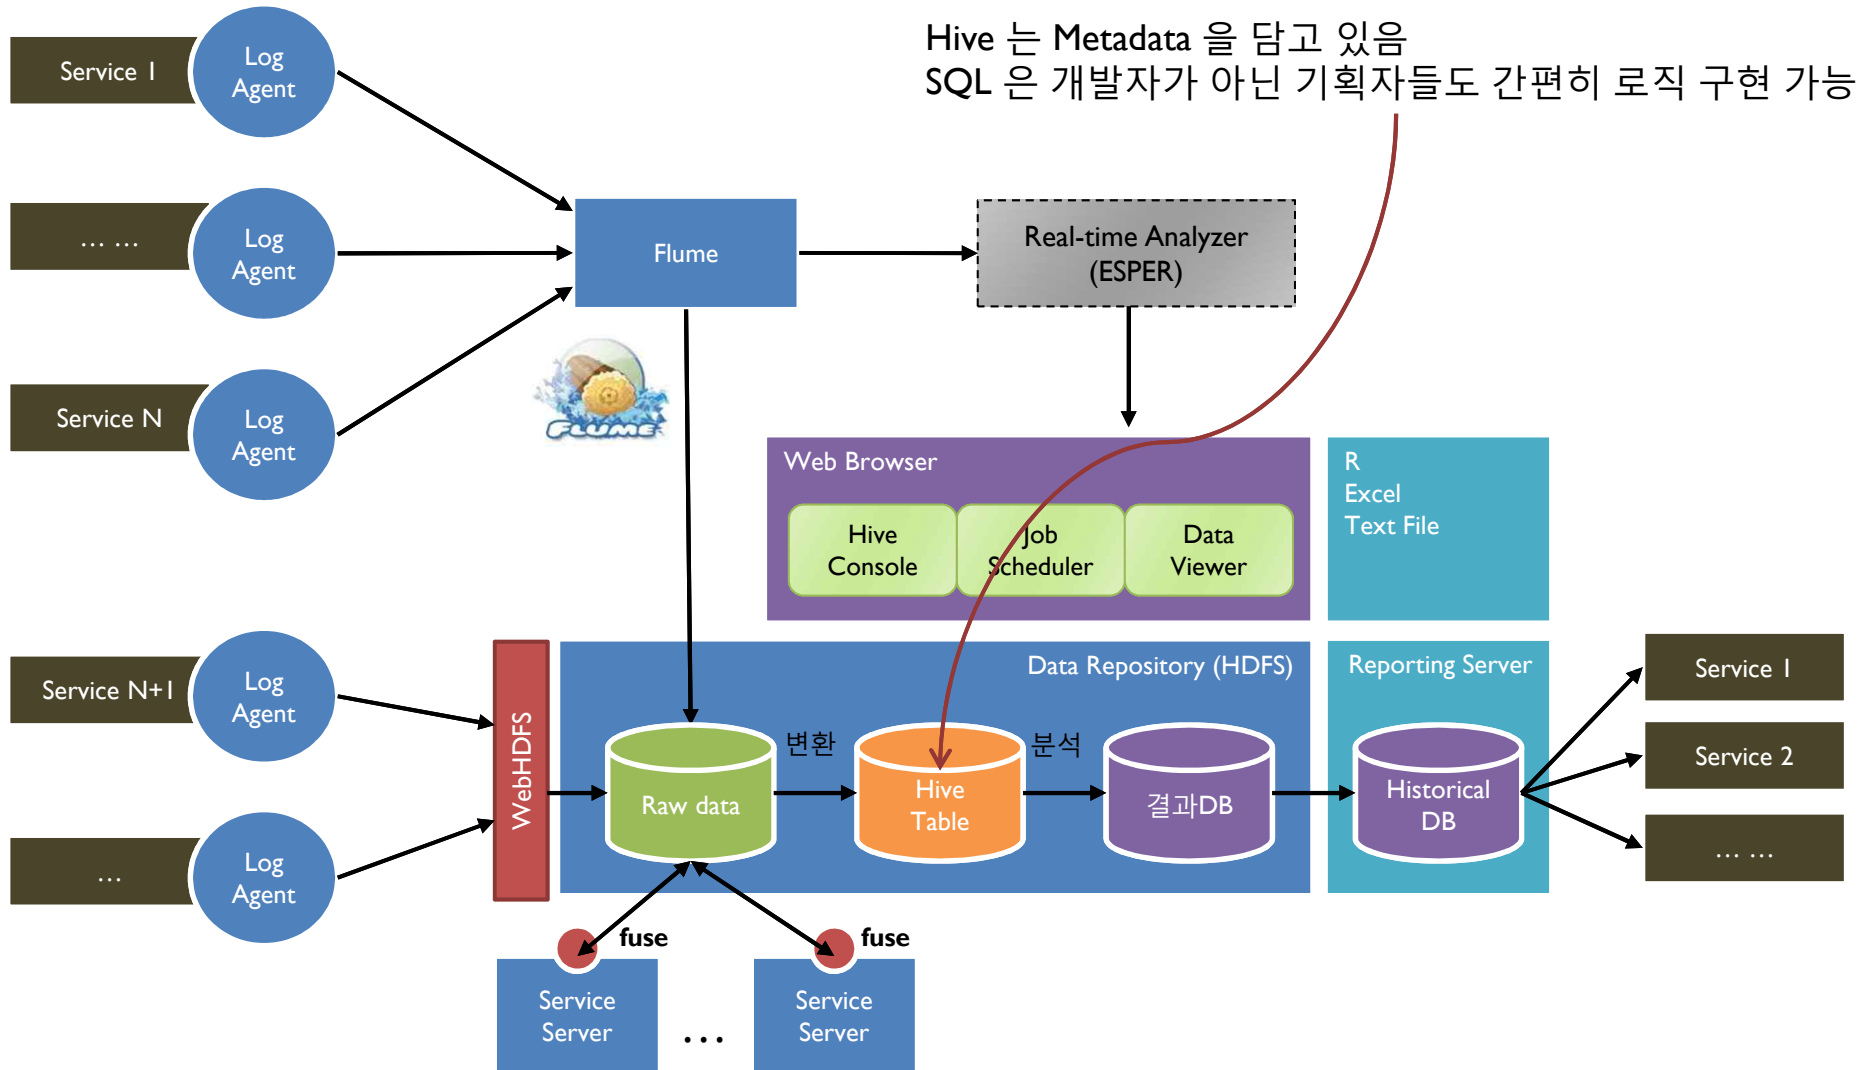 Hive 는 Metadata 을 담고 있음
SQL 은 개발자가 아닌 기획자들도 간편히 로직 구현 가능
Service 1
Log
Agent
... ...
Log
Agent
Service N
Log
Agent
Flume
FLUME
Real-time Analyzer
(ESPER)
Web Browser
Hive
Console
Job
Scheduler
Data
Viewer
R
Excel
Text File
Service N+1
Log
Agent
...
Log
Agent
WebHDFS
Data Repository (HDFS)
Raw data
변환
Hive
Table
분석
결과DB
Reporting Server
Historical
DB
Service 1
Service 2
... ...
fuse
fuse
Service
Server
...
Service
Server